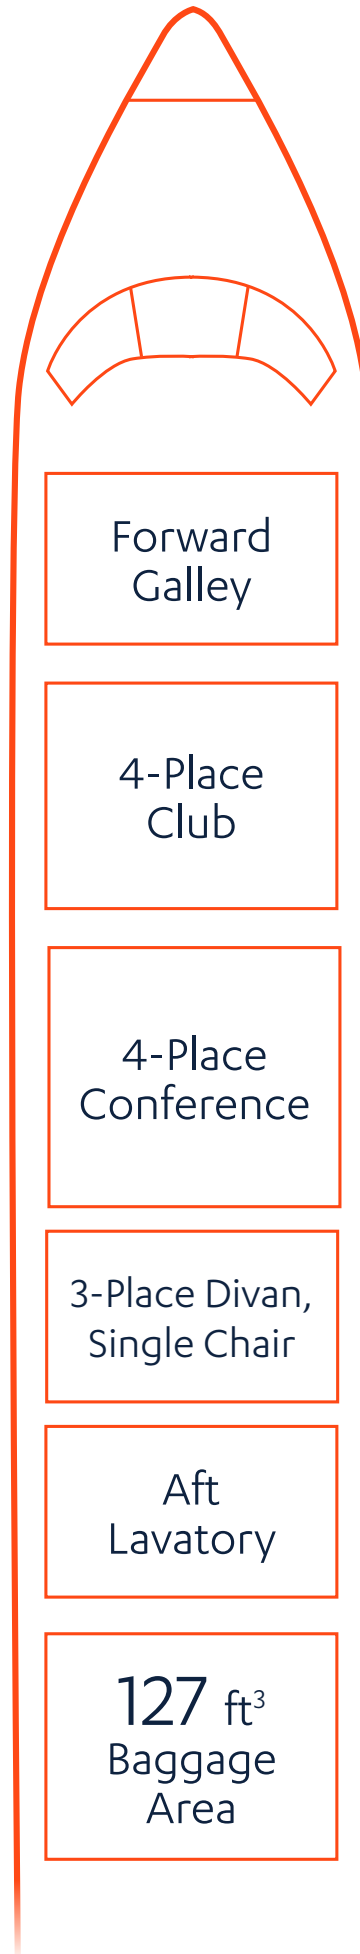 Forward
Galley
4-Place
Club
4-Place
Conference
3-Place Divan,
Single Chair
Aft
Lavatory
127 ft³
Baggage
Area